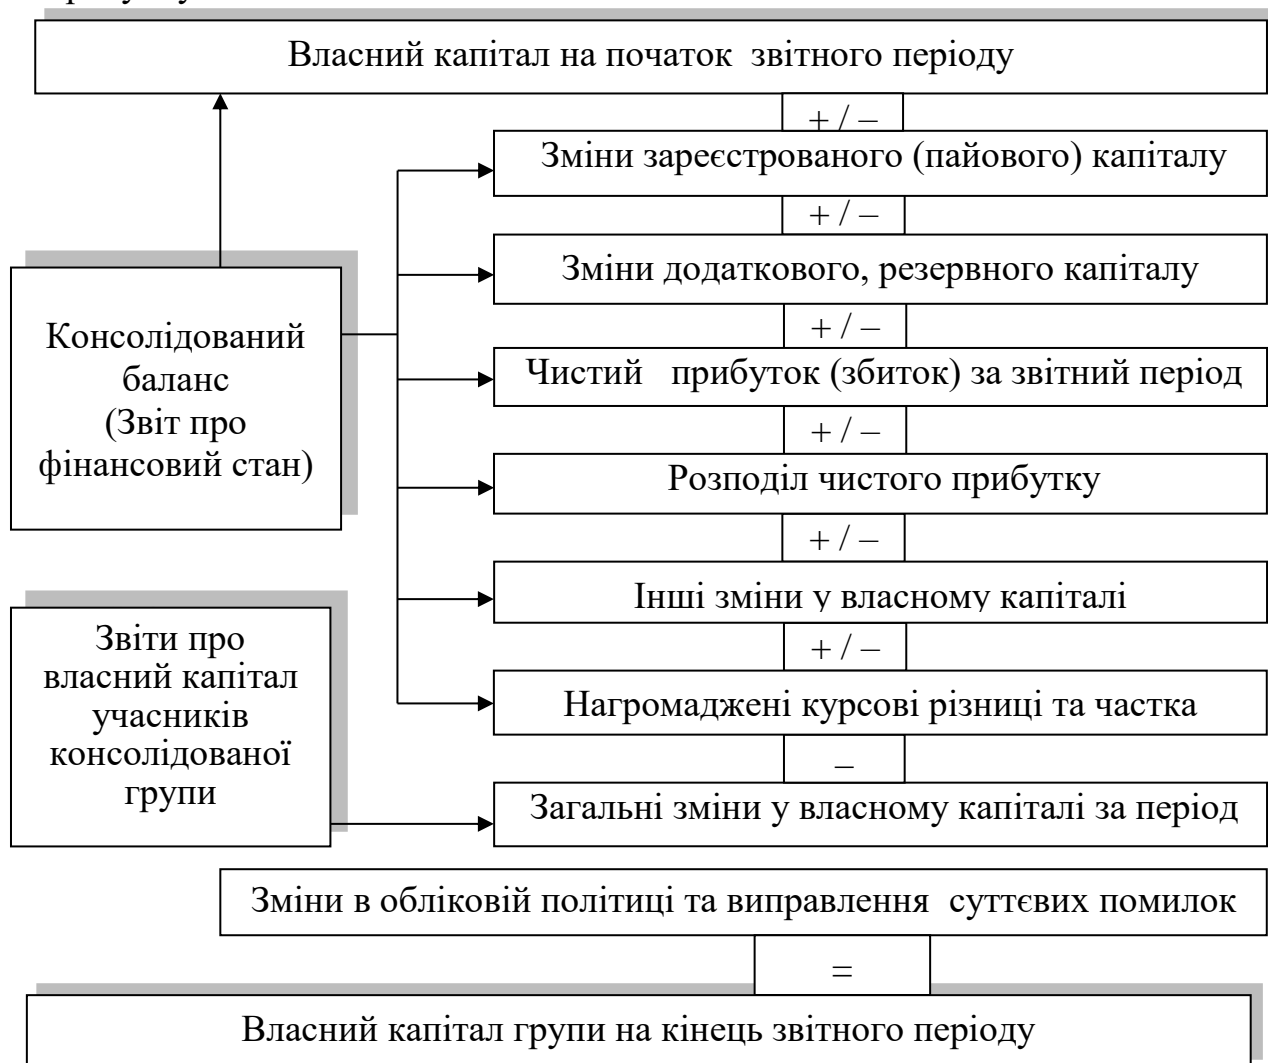 Власний капітал на початок звітного періоду
+ / –
Зміни зареєстрованого (пайового) капіталу
+ / –
Зміни додаткового, резервного капіталу
+ / –
Чистий прибуток (збиток) за звітний період
+ / –
Розподіл чистого прибутку
+ / –
Інші зміни у власному капіталі
+ / –
Нагромаджені курсові різниці та частка
–
Загальні зміни у власному капіталі за період
Консолідований
баланс
(Звіт про
фінансовий стан)
Звіти про
власний капітал
учасників
консолідованої
групи
Зміни в обліковій політиці та виправлення суттєвих помилок
=
Власний капітал групи на кінець звітного періоду